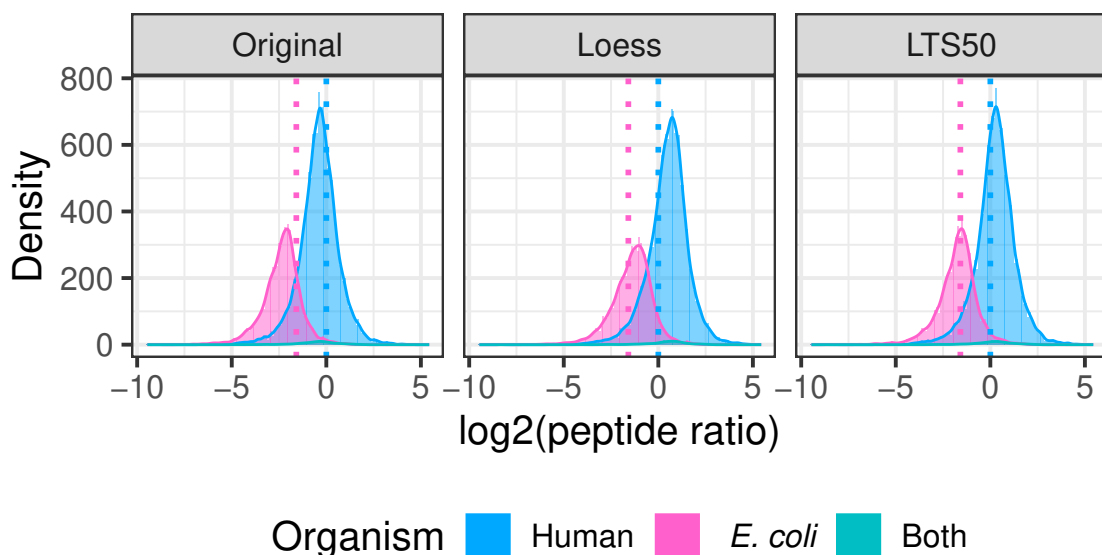 Original Loess LTS50
800
600
400
200
0
Density
−10 −5 0 5 −10 −5 0 5 −10 −5 0 5
log2(peptide ratio)
Organism Human E. coli Both